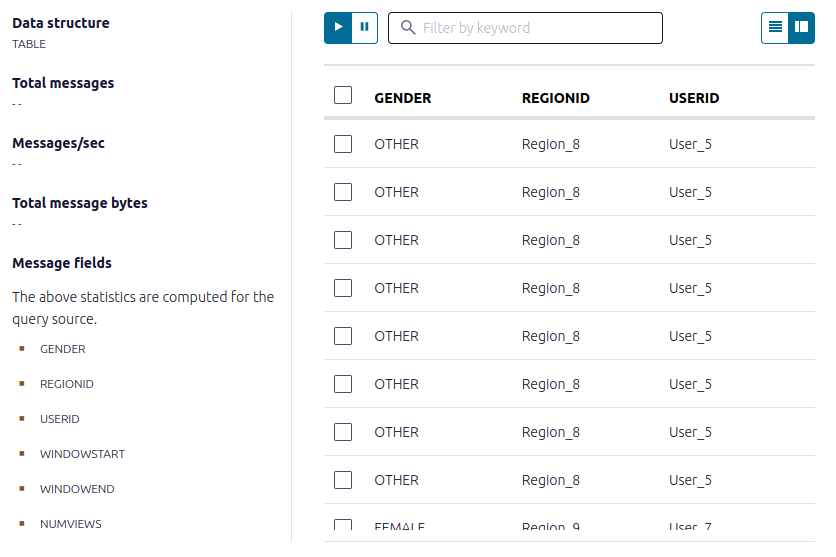 Data structure
TABLE
Total messages
--
Messages/sec
--
Total message bytes
--
Message fields
The above statistics are computed for the
query source.
GENDER
REGIONID
USERID
WINDOWSTART
WINDOWEND
NUMVIEWS
Filter by keyword
GENDER REGIONID USERID
OTHER Region_8 User_5
OTHER Region_8 User_5
OTHER Region_8 User_5
OTHER Region_8 User_5
OTHER Region_8 User_5
OTHER Region_8 User_5
OTHER Region_8 User_5
OTHER Region_8 User_5
FEMALE Region_9 User_7